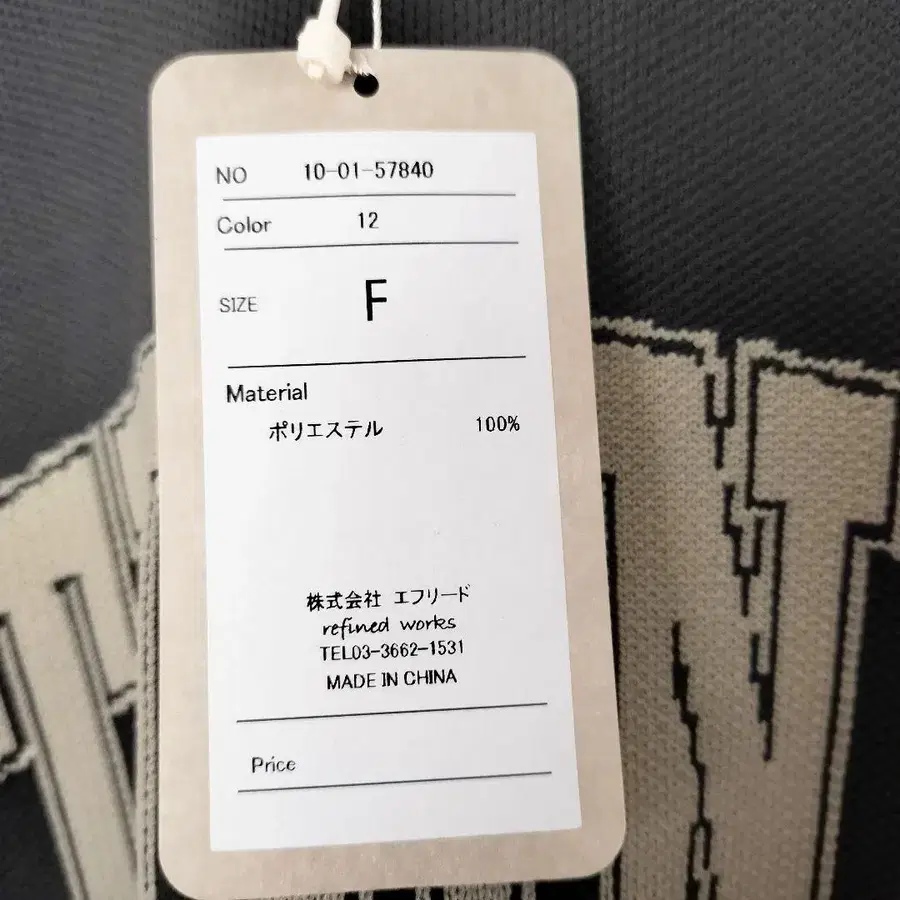 NO 10-01-57840
Color 12
SIZE F
Material
ポリエステル 100%
株式会社 エフリード
refined works
TEL03-3662-1531
MADE IN CHINA
Price